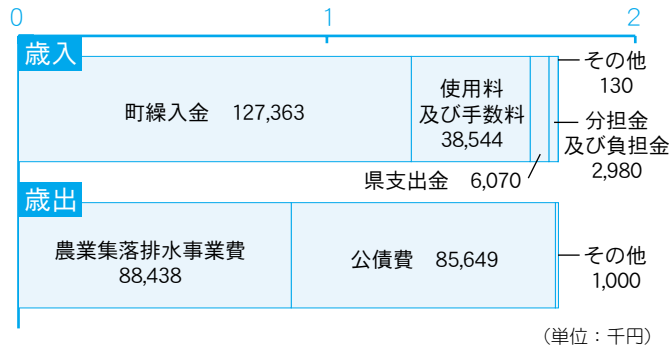 0 1 2
歳入
町繰入金 127,363
使用料
及び手数料
38,544
その他
130
分担金
及び負担金
2,980
県支出金 6,070
歳出
農業集落排水事業費
88,438
公債費 85,649
その他
1,000
(単位：千円)